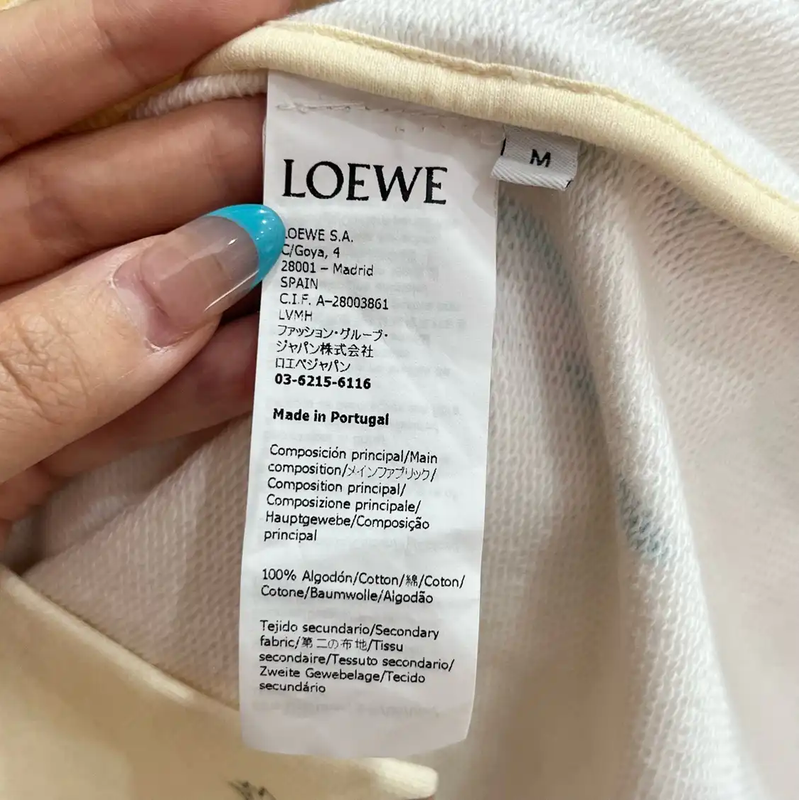 LOEWE
M
LOEWE S.A.
C/Goya, 4
28001 – Madrid
SPAIN
C.I.F. A–28003861
LVMH
ファッション・グループ・
ジャパン株式会社
ロエベジャパン
03-6215-6116
Made in Portugal
Composición principal/Main
composition/メインファブリック/
Composition principal/
Composizione principale/
Hauptgewebe/Composição
principal
100% Algodón/Cotton/綿/Coton/
Cotone/Baumwolle/Algodão
Tejido secundario/Secondary
fabric/第二の布地/Tissu
secondaire/Tessuto secondario/
Zweite Gewebelage/Tecido
secundário